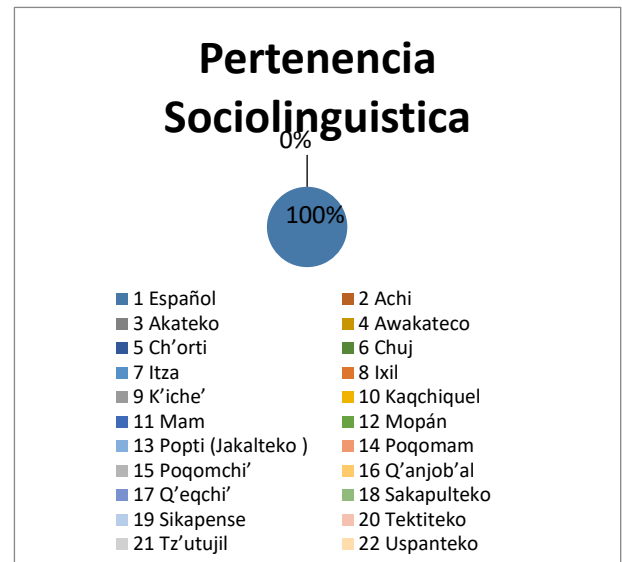 Pertenencia
Sociolinguistica
0%
100%
1 Español
2 Achi
3 Akateko
4 Awakateco
5 Ch’orti
6 Chuj
7 Itza
8 Ixil
9 K’iche’
10 Kaqchiquel
11 Mam
12 Mopán
13 Popti (Jakalteko )
14 Poqomam
15 Poqomchi’
16 Q’anjob’al
17 Q’eqchi’
18 Sakapulteko
19 Sikapense
20 Tektiteko
21 Tz’utujil
22 Uspanteko